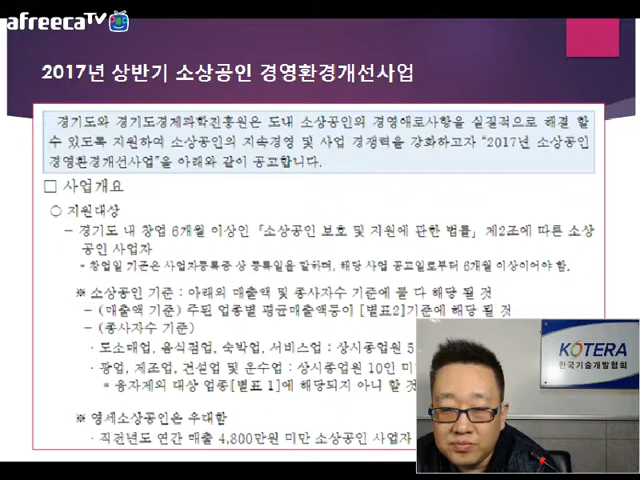 afreecaTV
2017년 상반기 소상공인 경영환경개선사업
경기도와 경기도경제과학진흥원은 도내 소상공인의 경영애로사항을 실질적으로 해결 할
수 있도록 지원하여 소상공인의 지속경영 및 사업 경쟁력을 강화하고자 “2017년 소상공인
경영환경개선사업”을 아래와 같이 공고합니다.
□ 사업개요
○ 지원대상
– 경기도 내 창업 6개월 이상인 「소상공인 보호 및 지원에 관한 법률」 제2조에 따른 소상
공인 사업자
* 창업일 기준은 사업자등록증 상 등록일을 말하며, 해당 사업 공고일로부터 6개월 이상이어야 함.
※ 소상공인 기준 : 아래의 매출액 및 종사자수 기준에 둘 다 해당 될 것
– (매출액 기준) 주된 업종별 평균매출액등이 [별표2]기준에 해당 될 것
– (종사자수 기준)
· 도소매업, 음식점업, 숙박업, 서비스업 : 상시종업원 5
· 광업, 제조업, 건설업 및 운수업 : 상시종업원 10인 미
* 융자제외 대상 업종[별표 1]에 해당되지 아니 할 것
※ 영세소상공인은 우대함
· 직전년도 연간 매출 4,800만원 미만 소상공인 사업자
KOTERA
한국기술개발협회